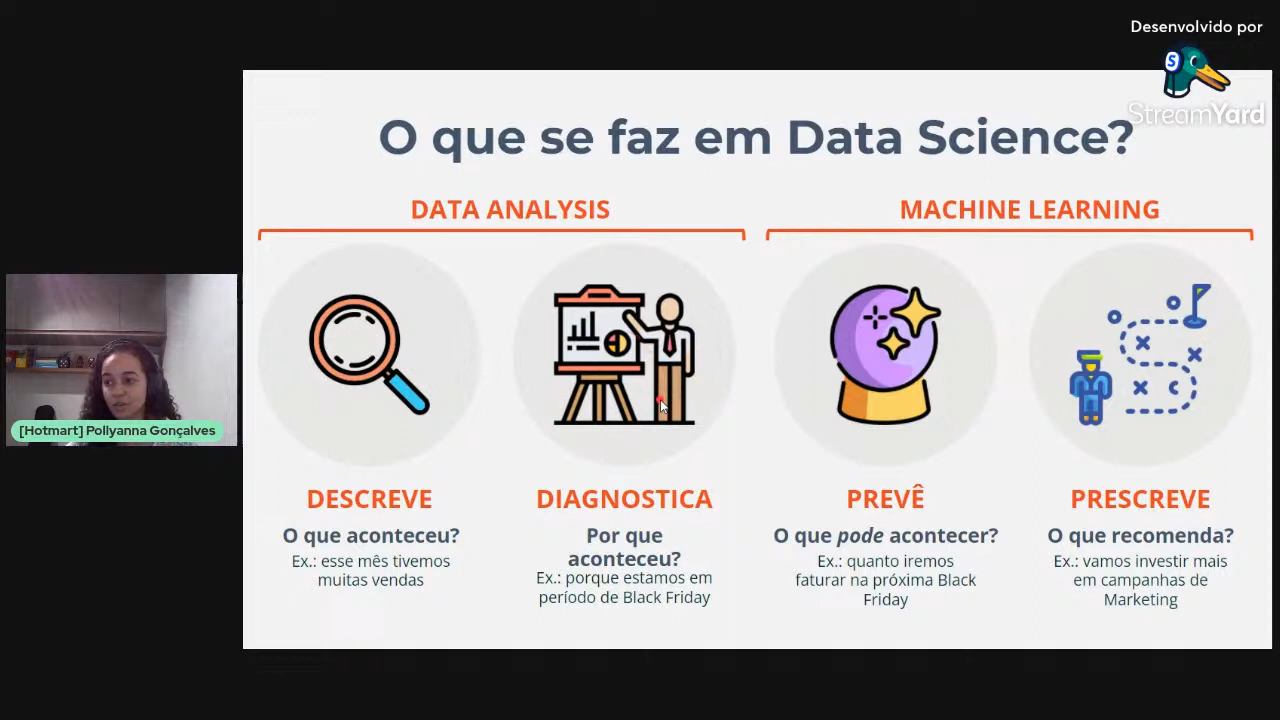 Desenvolvido por
S
StreamYard
O que se faz em Data Science?
DATA ANALYSIS
MACHINE LEARNING
DESCREVE
O que aconteceu?
Ex.: esse mês tivemos
muitas vendas
DIAGNOSTICA
Por que
aconteceu?
Ex.: porque estamos em
período de Black Friday
PREVÊ
O que pode acontecer?
Ex.: quanto iremos
faturar na próxima Black
Friday
PRESCREVE
O que recomenda?
Ex.: vamos investir mais
em campanhas de
Marketing
[Hotmart] Pollyanna Gonçalves